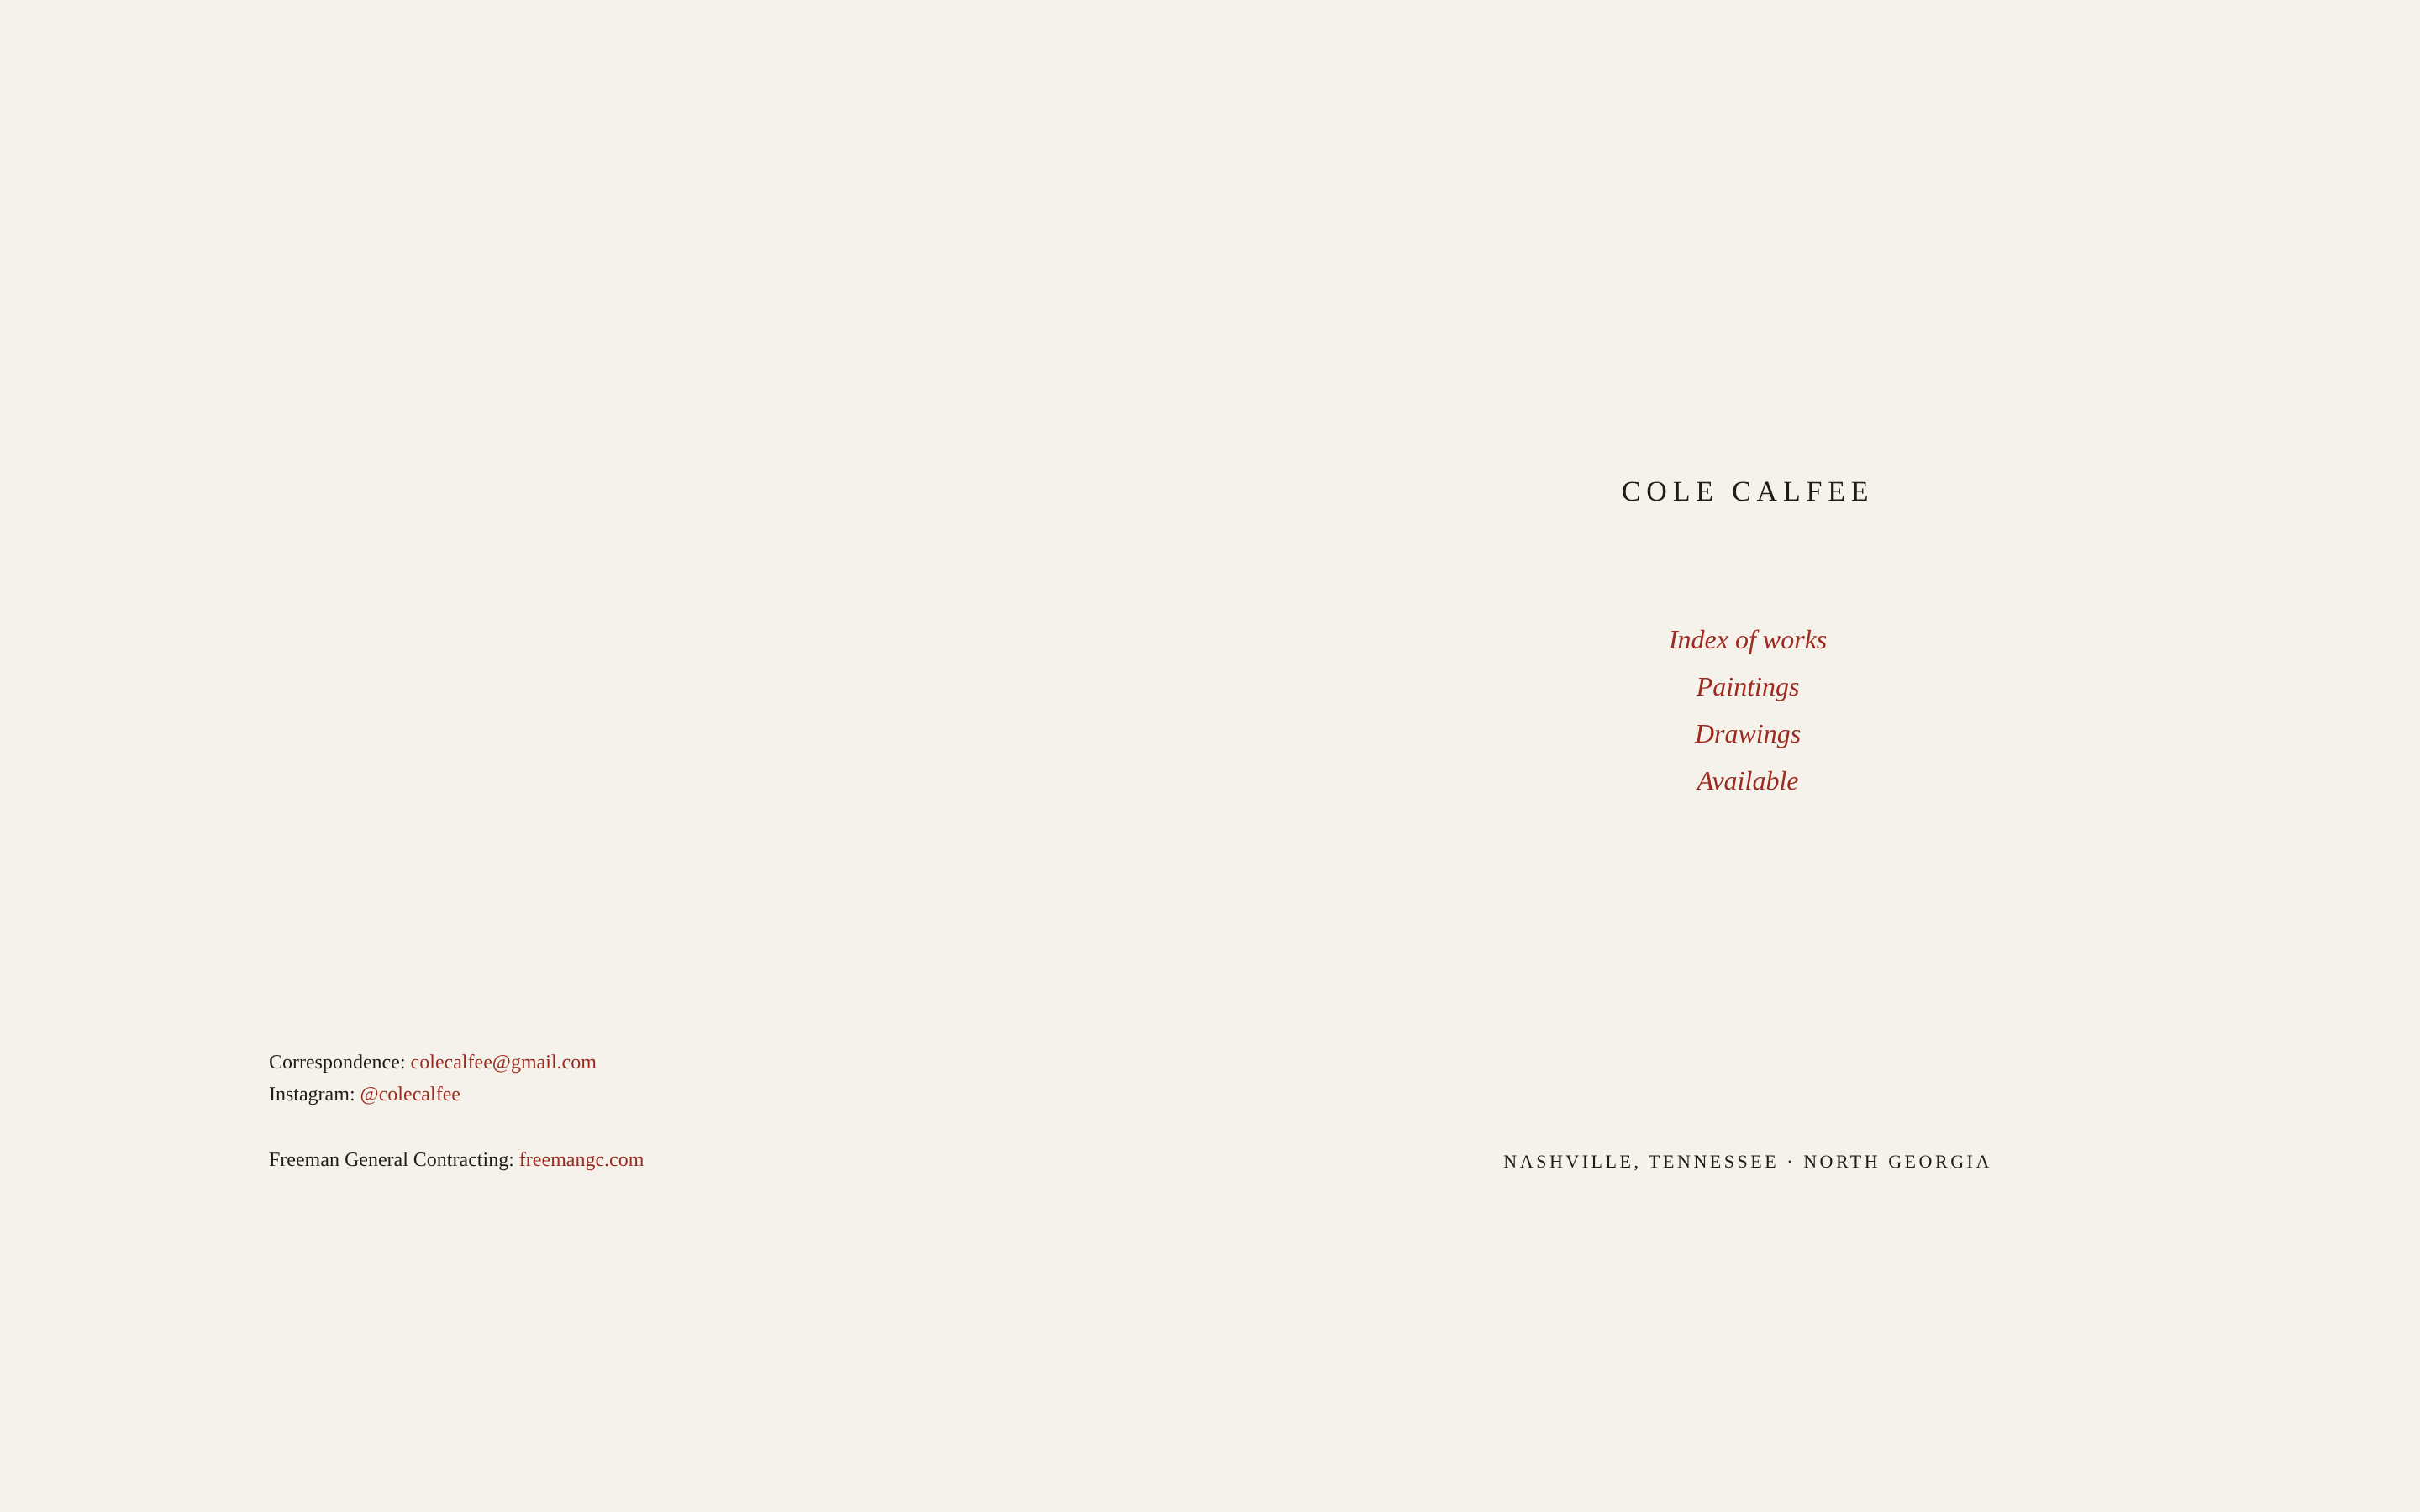 COLE CALFEE
Index of works
Paintings
Drawings
Available
Correspondence: colecalfee@gmail.com
Instagram: @colecalfee
Freeman General Contracting: freemangc.com
NASHVILLE, TENNESSEE · NORTH GEORGIA